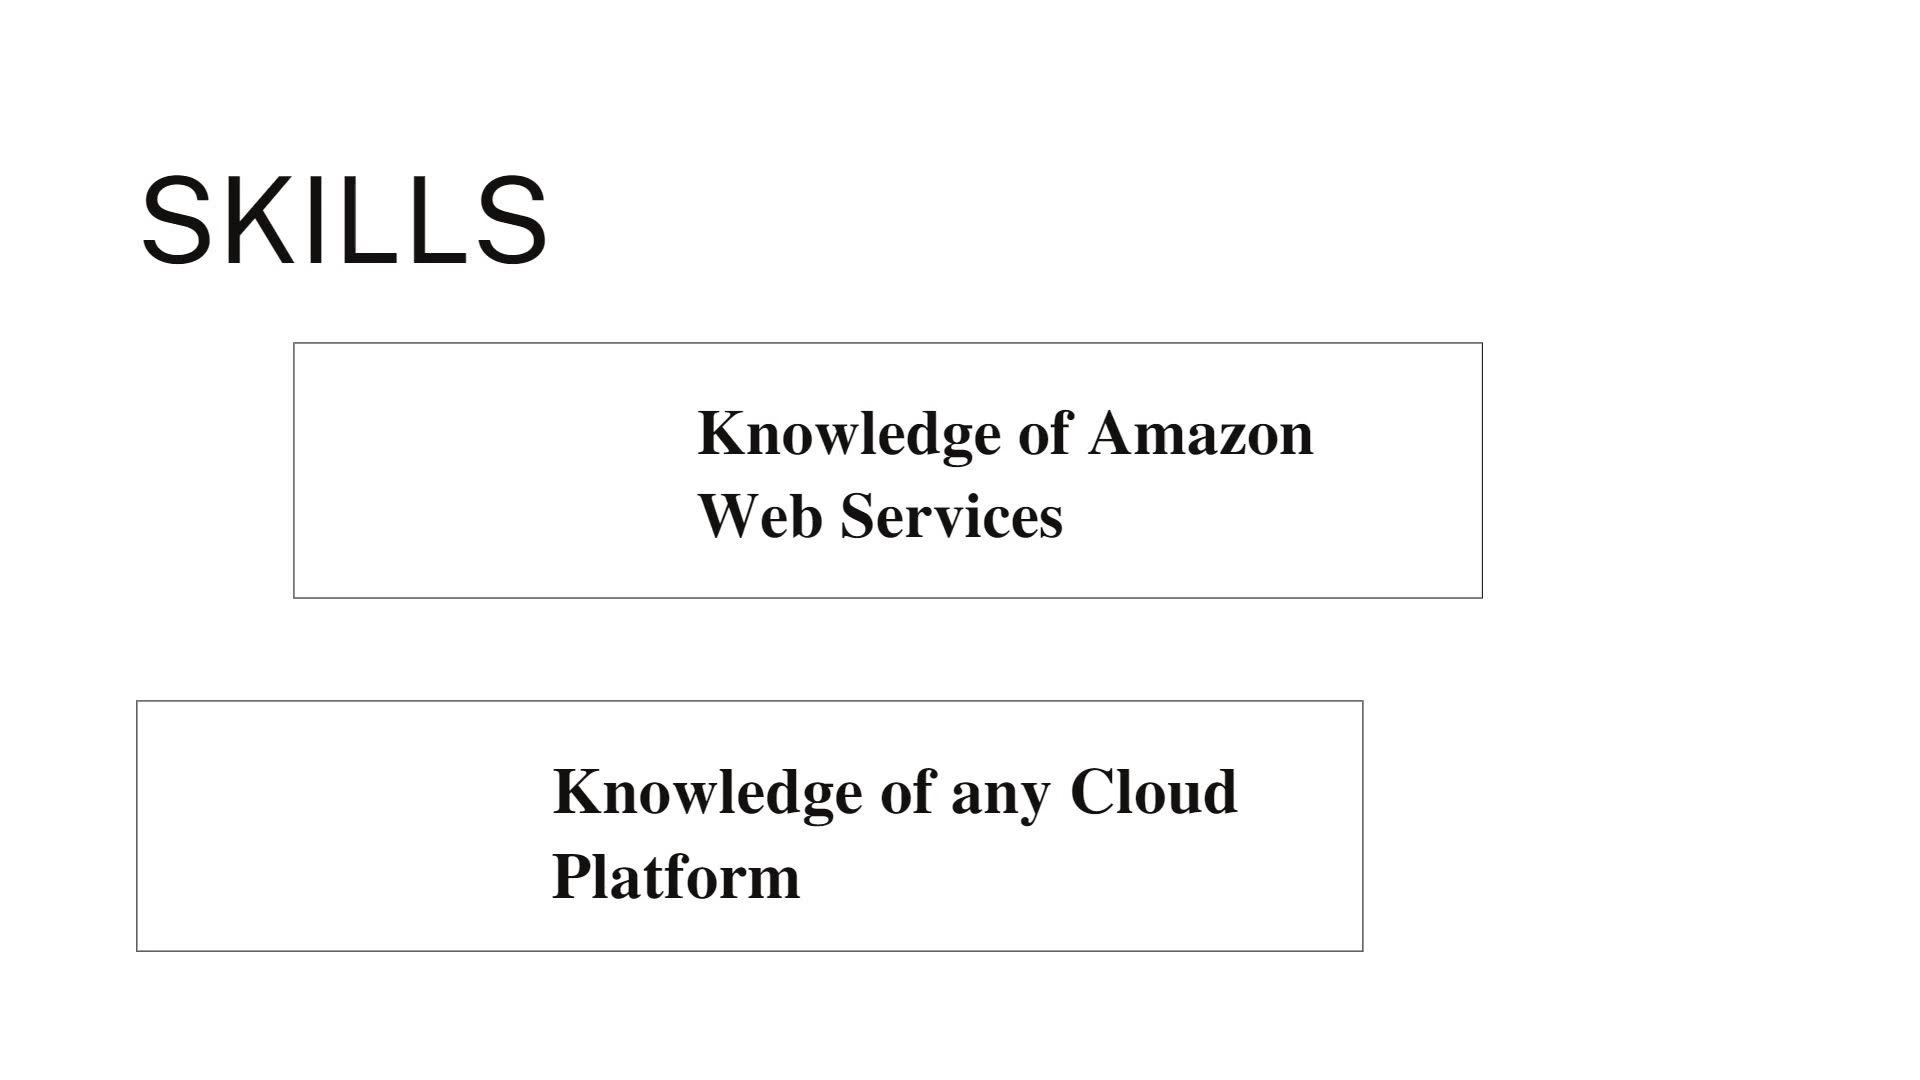 SKILLS
Knowledge of Amazon
Web Services
Knowledge of any Cloud
Platform